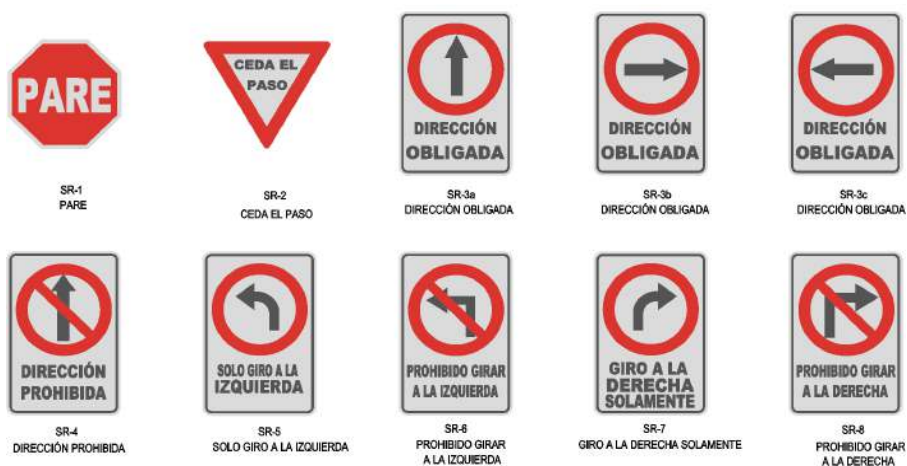 PARE
CEDA EL
PASO
DIRECCIÓN
OBLIGADA
DIRECCIÓN
OBLIGADA
DIRECCIÓN
OBLIGADA
SR-1
PARE
SR-2
CEDA EL PASO
SR-3a
DIRECCIÓN OBLIGADA
SR-3b
DIRECCIÓN OBLIGADA
SR-3c
DIRECCIÓN OBLIGADA
DIRECCIÓN
PROHIBIDA
SOLO GIRO A LA
IZQUIERDA
PROHIBIDO GIRAR
A LA IZQUIERDA
GIRO A LA
DERECHA
SOLAMENTE
PROHIBIDO GIRAR
A LA DERECHA
SR-4
DIRECCIÓN PROHIBIDA
SR-5
SOLO GIRO A LA IZQUIERDA
SR-6
PROHIBIDO GIRAR
A LA IZQUIERDA
SR-7
GIRO A LA DERECHA SOLAMENTE
SR-8
PROHIBIDO GIRAR
A LA DERECHA